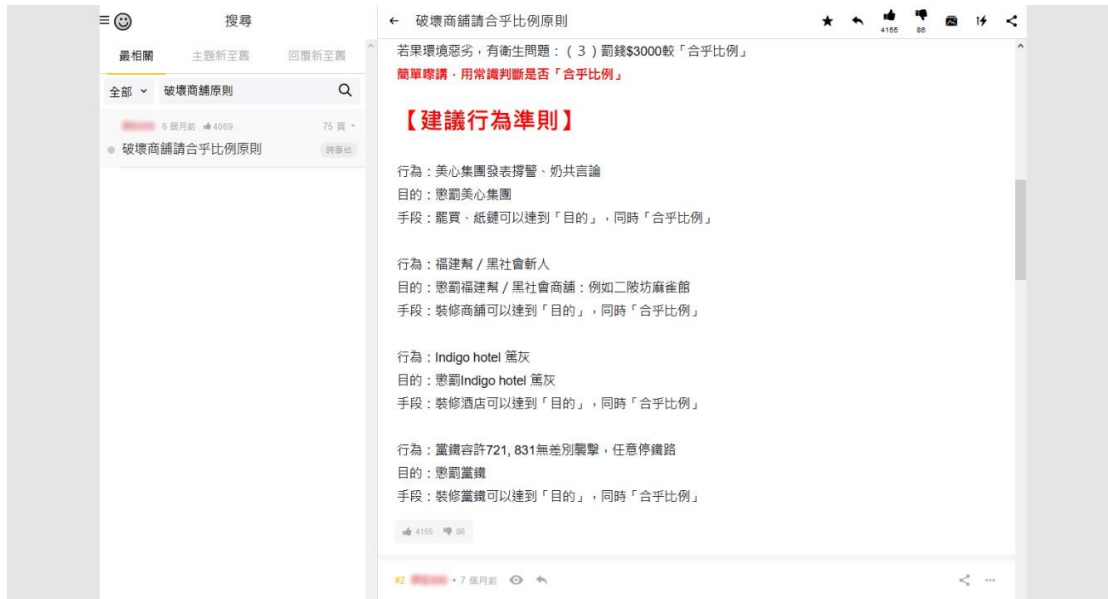 搜尋
最相關 主題新至舊 回覆新至舊
全部 破壞商舖原則
6 個月前 4069 75 頁
破壞商舖請合乎比例原則 時事台
← 破壞商舖請合乎比例原則 4155 86
若果環境惡劣，有衛生問題：（3）罰錢$3000較「合乎比例」
簡單嚟講，用常識判斷是否「合乎比例」
【建議行為準則】
行為：美心集團發表撐警、奶共言論
目的：懲罰美心集團
手段：罷買、紙鏈可以達到「目的」，同時「合乎比例」
行為：福建幫 / 黑社會斬人
目的：懲罰福建幫 / 黑社會商舖：例如二陂坊麻雀館
手段：裝修商舖可以達到「目的」，同時「合乎比例」
行為：Indigo hotel 篤灰
目的：懲罰Indigo hotel 篤灰
手段：裝修酒店可以達到「目的」，同時「合乎比例」
行為：黨鐵容許721, 831無差別襲擊，任意停鐵路
目的：懲罰黨鐵
手段：裝修黨鐵可以達到「目的」，同時「合乎比例」
4155 86
#2 • 7 個月前